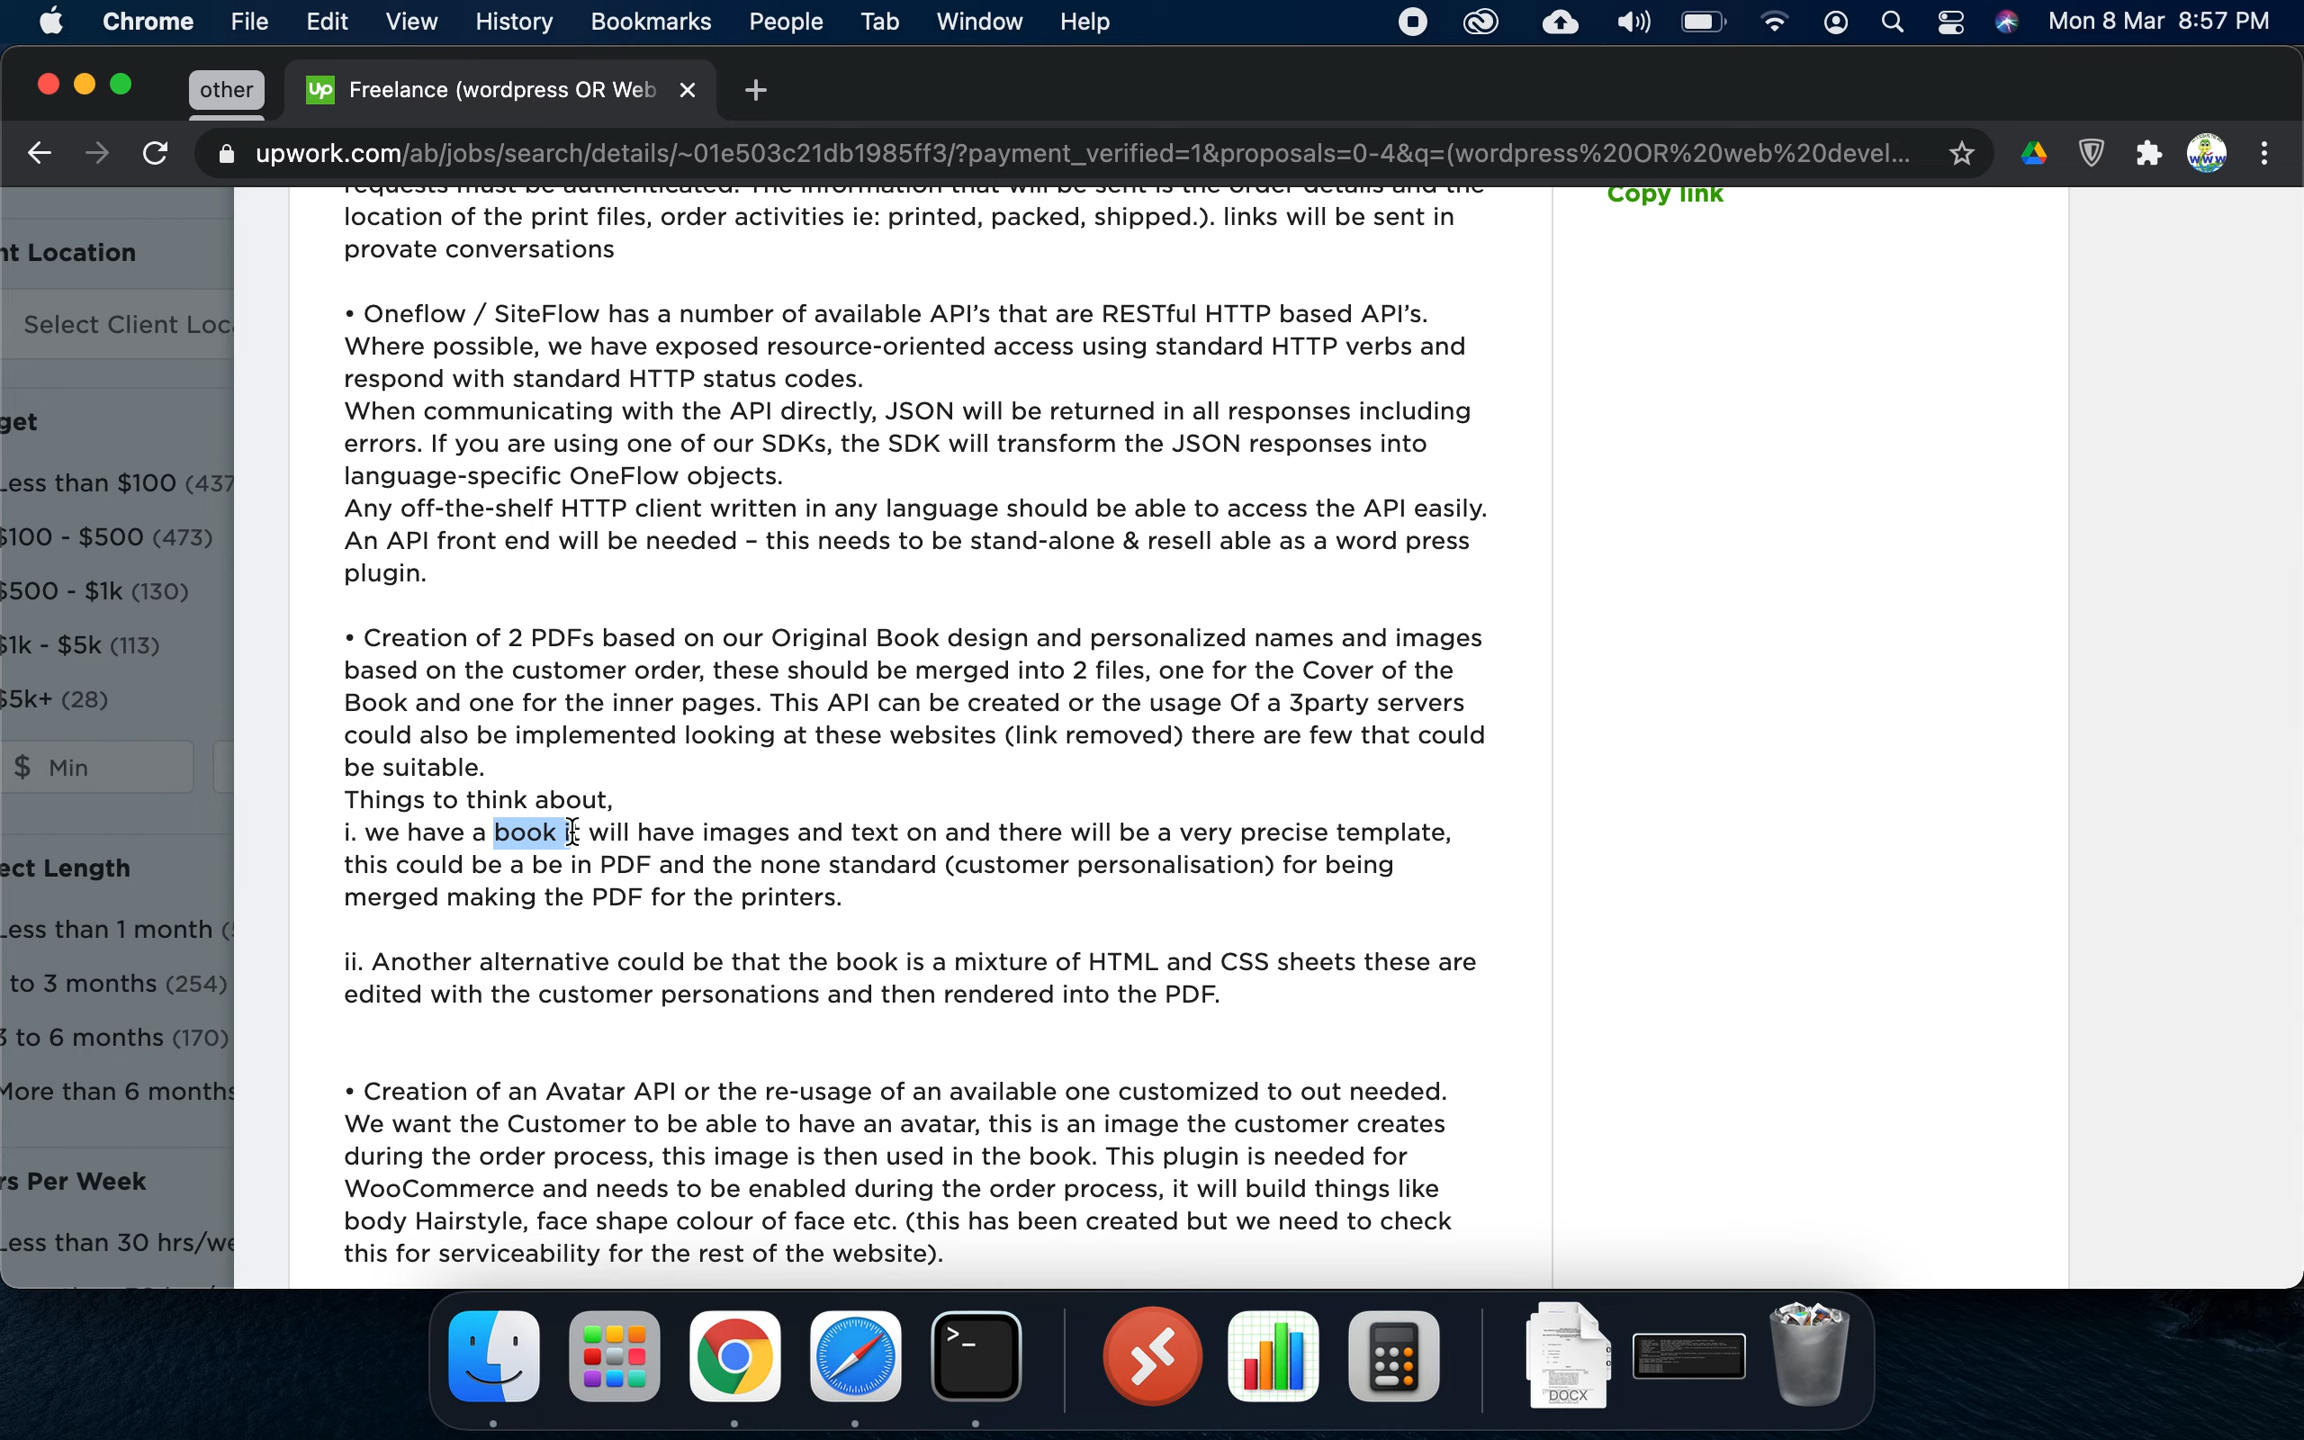 Chrome File Edit View History Bookmarks People Tab Window Help Mon 8 Mar 8:57 PM
other Up Freelance (wordpress OR Web
upwork.com/ab/jobs/search/details/~01e503c21db1985ff3/?payment_verified=1&proposals=0-4&q=(wordpress%20OR%20web%20devel...
requests must be authenticated. The information that will be sent is the order details and the
location of the print files, order activities ie: printed, packed, shipped.). links will be sent in
provate conversations
• Oneflow / SiteFlow has a number of available API's that are RESTful HTTP based API's.
Where possible, we have exposed resource-oriented access using standard HTTP verbs and
respond with standard HTTP status codes.
When communicating with the API directly, JSON will be returned in all responses including
errors. If you are using one of our SDKs, the SDK will transform the JSON responses into
language-specific OneFlow objects.
Any off-the-shelf HTTP client written in any language should be able to access the API easily.
An API front end will be needed – this needs to be stand-alone & resell able as a word press
plugin.
• Creation of 2 PDFs based on our Original Book design and personalized names and images
based on the customer order, these should be merged into 2 files, one for the Cover of the
Book and one for the inner pages. This API can be created or the usage Of a 3party servers
could also be implemented looking at these websites (link removed) there are few that could
be suitable.
Things to think about,
i. we have a book it will have images and text on and there will be a very precise template,
this could be a be in PDF and the none standard (customer personalisation) for being
merged making the PDF for the printers.
ii. Another alternative could be that the book is a mixture of HTML and CSS sheets these are
edited with the customer personations and then rendered into the PDF.
• Creation of an Avatar API or the re-usage of an available one customized to out needed.
We want the Customer to be able to have an avatar, this is an image the customer creates
during the order process, this image is then used in the book. This plugin is needed for
WooCommerce and needs to be enabled during the order process, it will build things like
body Hairstyle, face shape colour of face etc. (this has been created but we need to check
this for serviceability for the rest of the website).
Copy link
nt Location
Select Client Loc
get
Less than $100 (437
$100 - $500 (473)
$500 - $1k (130)
$1k - $5k (113)
$5k+ (28)
$ Min
ect Length
Less than 1 month (
to 3 months (254)
3 to 6 months (170)
More than 6 months
rs Per Week
Less than 30 hrs/we
DOCX